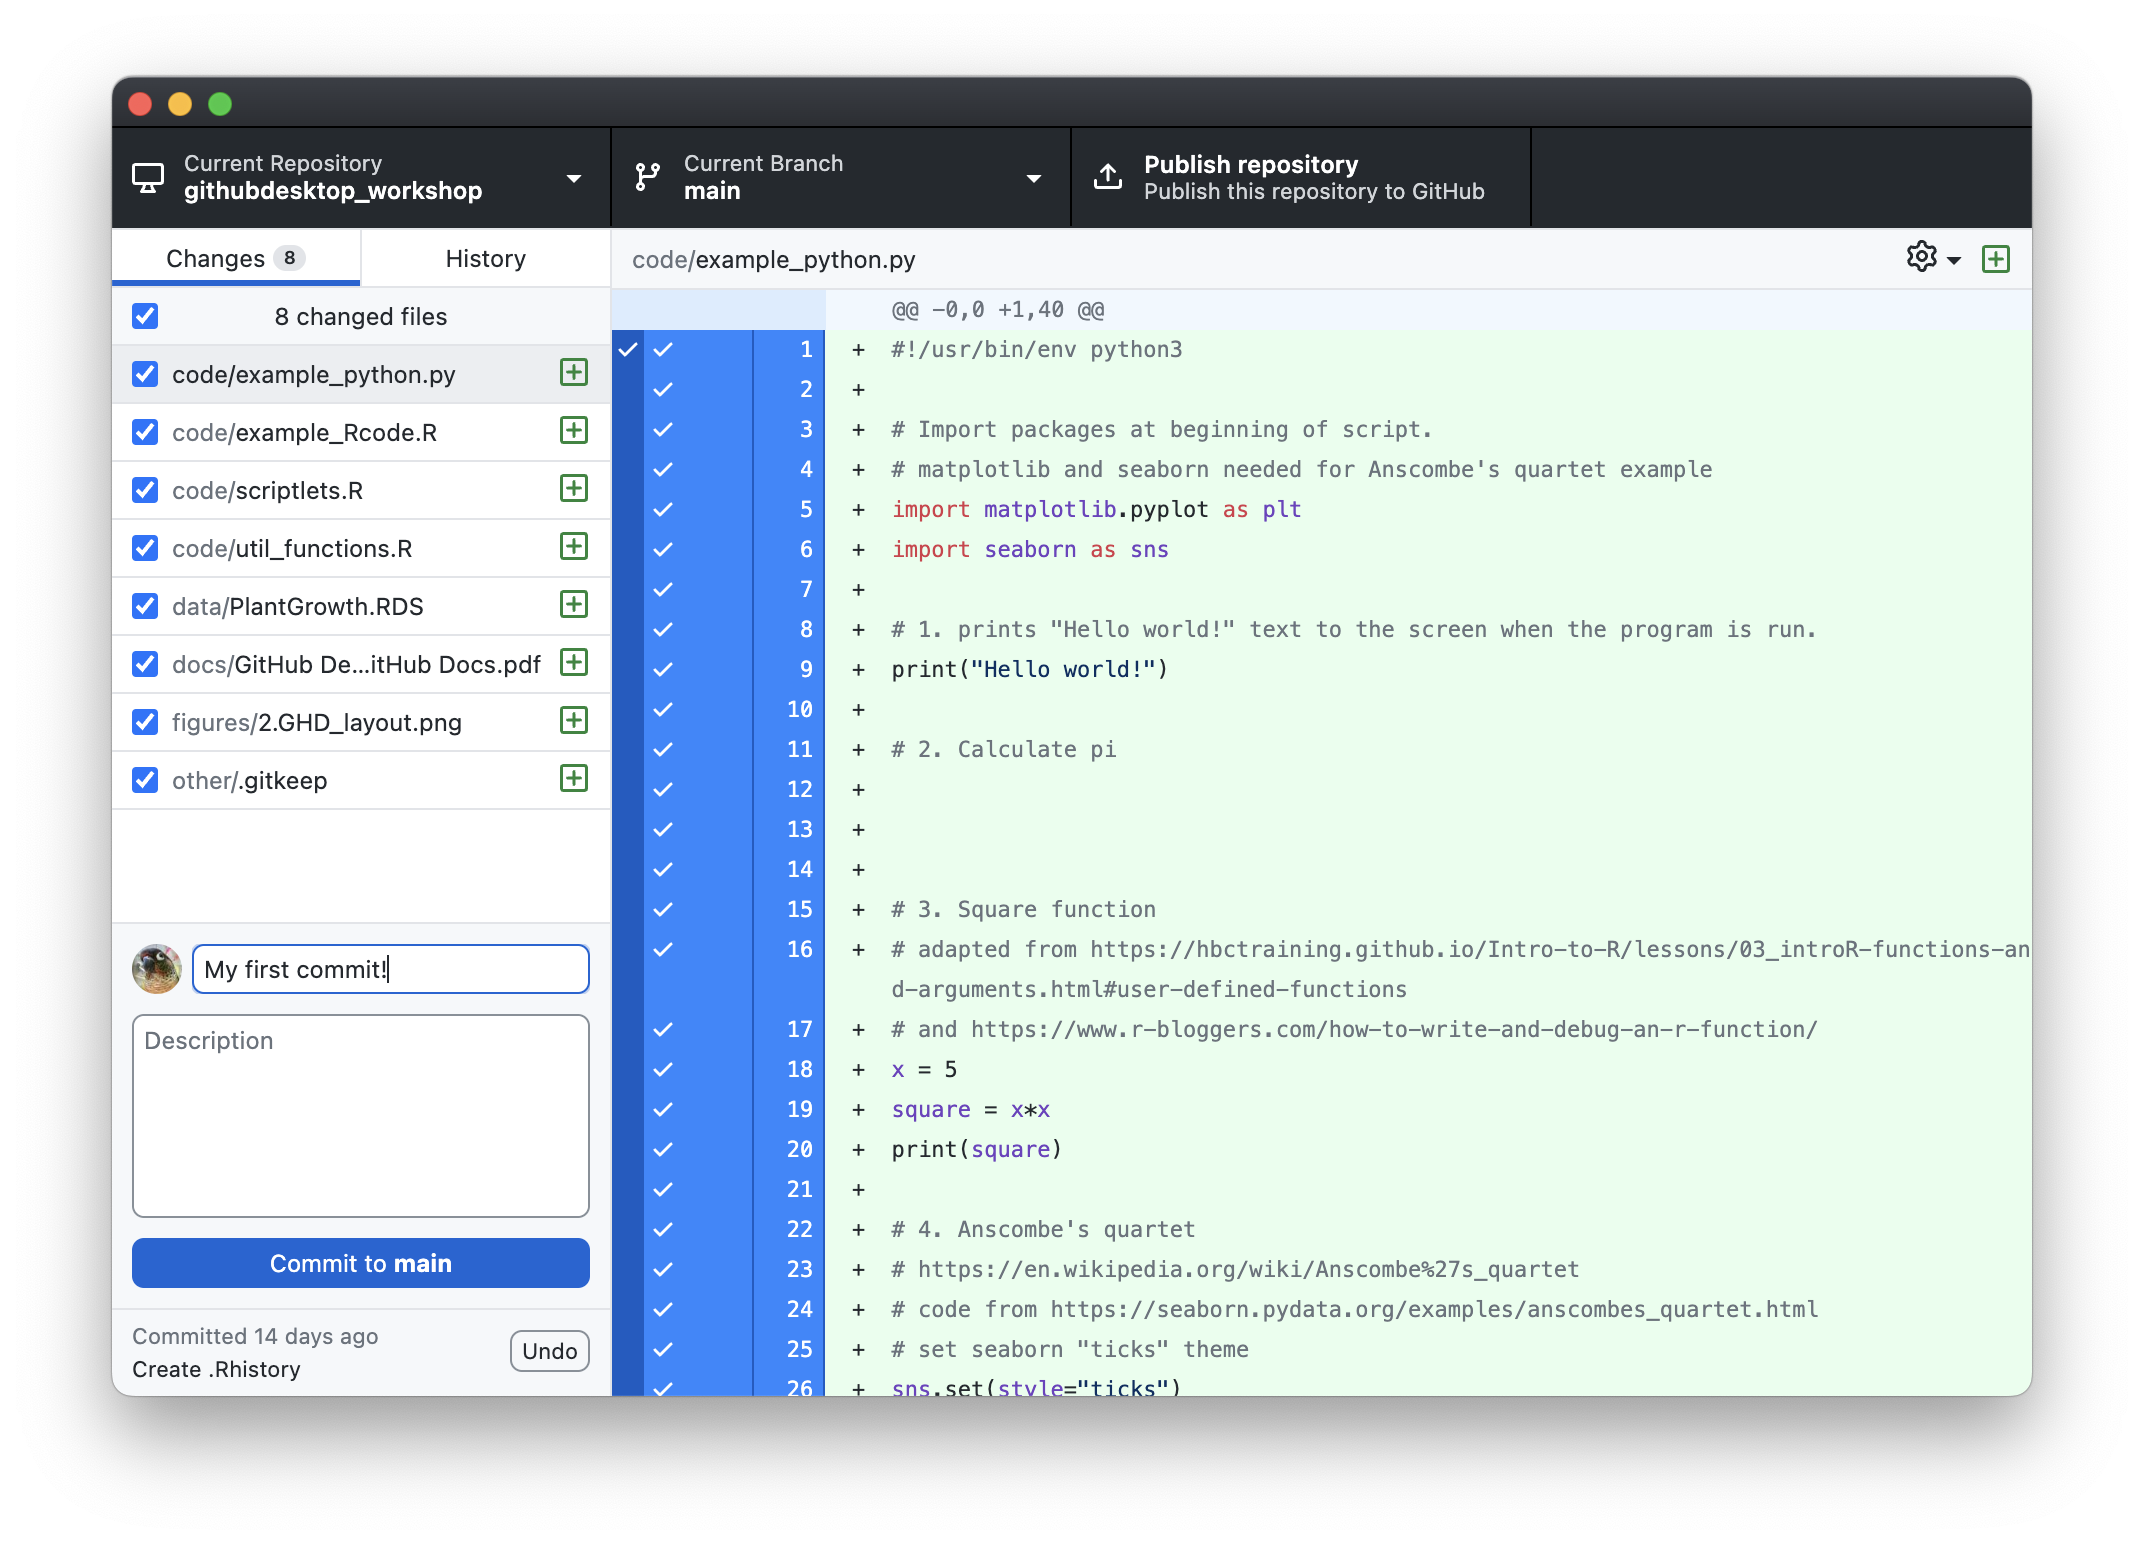 Current Repository
githubdesktop_workshop
Current Branch
main
Publish repository
Publish this repository to GitHub
Changes 8
History
8 changed files
code/example_python.py
code/example_Rcode.R
code/scriptlets.R
code/util_functions.R
data/PlantGrowth.RDS
docs/GitHub De...itHub Docs.pdf
figures/2.GHD_layout.png
other/.gitkeep
My first commit!
Description
Commit to main
Committed 14 days ago
Create .Rhistory
Undo
code/example_python.py
@@ -0,0 +1,40 @@
1 + #!/usr/bin/env python3
2 +
3 + # Import packages at beginning of script.
4 + # matplotlib and seaborn needed for Anscombe's quartet example
5 + import matplotlib.pyplot as plt
6 + import seaborn as sns
7 +
8 + # 1. prints "Hello world!" text to the screen when the program is run.
9 + print("Hello world!")
10 +
11 + # 2. Calculate pi
12 +
13 +
14 +
15 + # 3. Square function
16 + # adapted from https://hbctraining.github.io/Intro-to-R/lessons/03_introR-functions-an
d-arguments.html#user-defined-functions
17 + # and https://www.r-bloggers.com/how-to-write-and-debug-an-r-function/
18 + x = 5
19 + square = x*x
20 + print(square)
21 +
22 + # 4. Anscombe's quartet
23 + # https://en.wikipedia.org/wiki/Anscombe%27s_quartet
24 + # code from https://seaborn.pydata.org/examples/anscombes_quartet.html
25 + # set seaborn "ticks" theme
26 + sns.set(style="ticks")